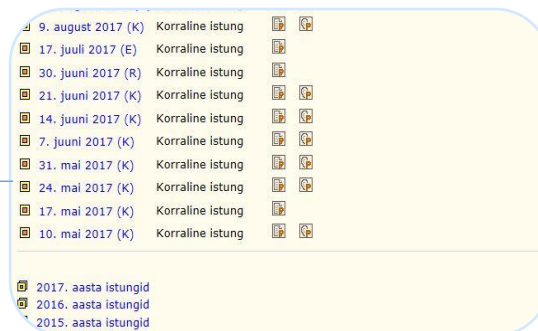 9. august 2017 (K) Korraline istung
17. juuli 2017 (E) Korraline istung
30. juuni 2017 (R) Korraline istung
21. juuni 2017 (K) Korraline istung
14. juuni 2017 (K) Korraline istung
7. juuni 2017 (K) Korraline istung
31. mai 2017 (K) Korraline istung
24. mai 2017 (K) Korraline istung
17. mai 2017 (K) Korraline istung
10. mai 2017 (K) Korraline istung
2017. aasta istungid
2016. aasta istungid
2015. aasta istungid